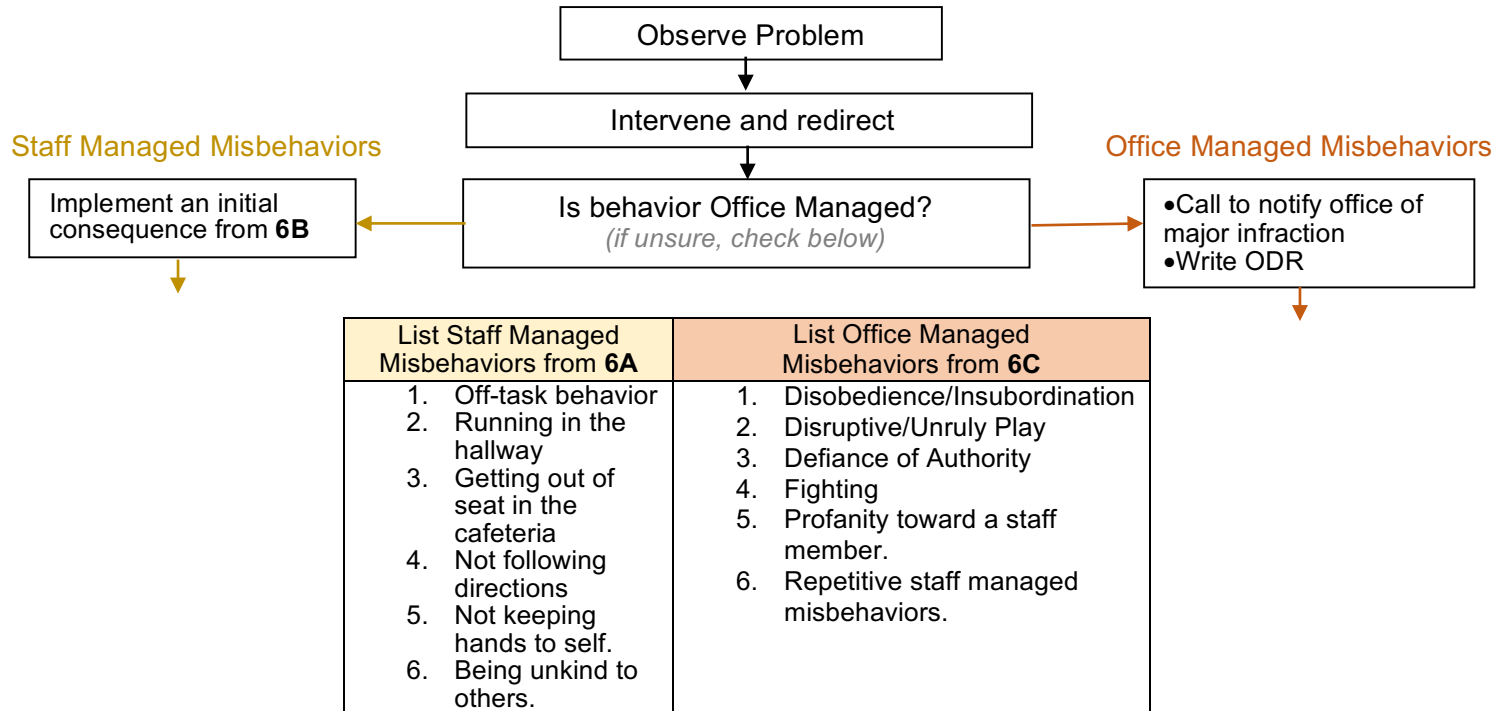 Observe Problem
Intervene and redirect
Staff Managed Misbehaviors
Office Managed Misbehaviors
Implement an initial
consequence from 6B
Is behavior Office Managed?
(if unsure, check below)
•Call to notify office of
major infraction
•Write ODR
List Staff Managed
Misbehaviors from 6A
1. Off-task behavior
2. Running in the
hallway
3. Getting out of
seat in the
cafeteria
4. Not following
directions
5. Not keeping
hands to self.
6. Being unkind to
others.
List Office Managed
Misbehaviors from 6C
1. Disobedience/Insubordination
2. Disruptive/Unruly Play
3. Defiance of Authority
4. Fighting
5. Profanity toward a staff
member.
6. Repetitive staff managed
misbehaviors.